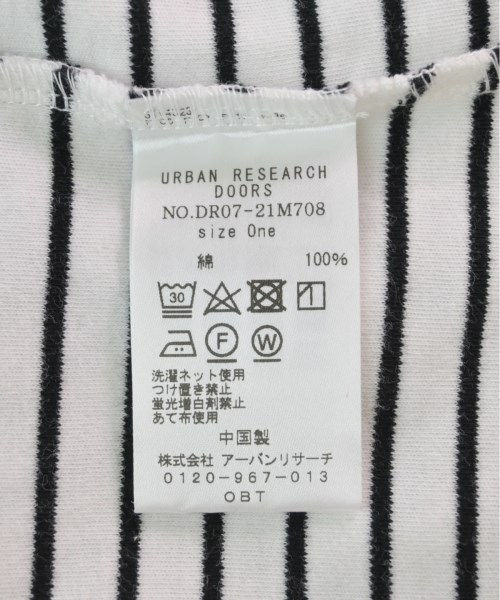 URBAN RESEARCH
DOORS
NO.DR07-21M708
size One
綿 100%
30
F W
洗濯ネット使用
つけ置き禁止
蛍光増白剤禁止
あて布使用
中国製
株式会社 アーバンリサーチ
0120-967-013
OBT